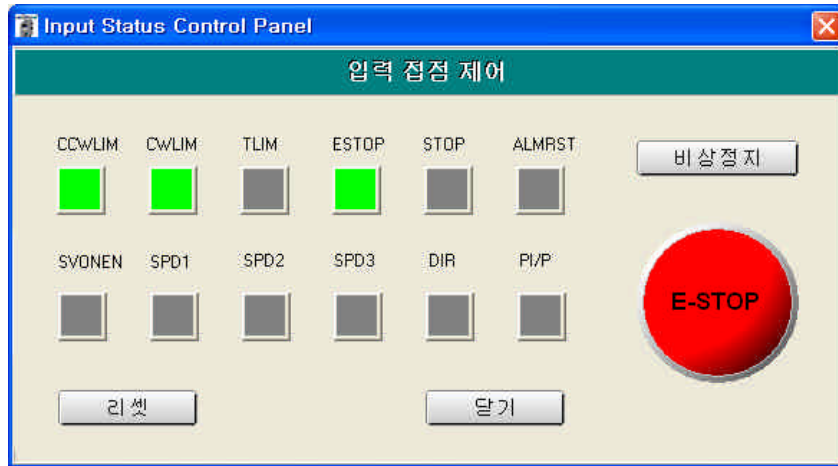 Input Status Control Panel
입력 접점 제어
CCWLIM CWLIM TLIM ESTOP STOP ALMRST
비상정지
SVONEN SPD1 SPD2 SPD3 DIR PI/P
E-STOP
리셋 닫기